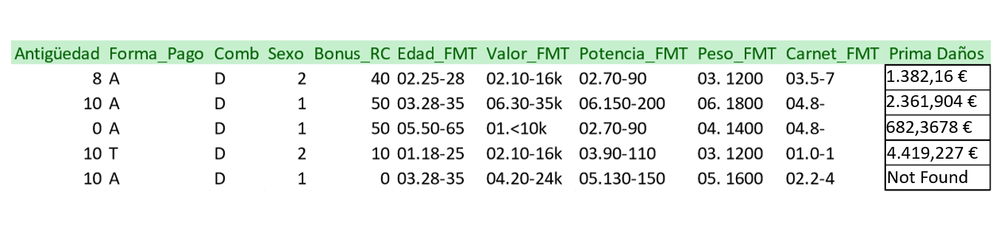 Antigüedad Forma_Pago Comb Sexo Bonus_RC Edad_FMT Valor_FMT Potencia_FMT Peso_FMT Carnet_FMT Prima Daños
8 A D 2 40 02.25-28 02.10-16k 02.70-90 03. 1200 03.5-7 1.382,16 €
10 A D 1 50 03.28-35 06.30-35k 06.150-200 06. 1800 04.8- 2.361,904 €
0 A D 1 50 05.50-65 01.<10k 02.70-90 04. 1400 04.8- 682,3678 €
10 T D 2 10 01.18-25 02.10-16k 03.90-110 03. 1200 01.0-1 4.419,227 €
10 A D 1 0 03.28-35 04.20-24k 05.130-150 05. 1600 02.2-4 Not Found